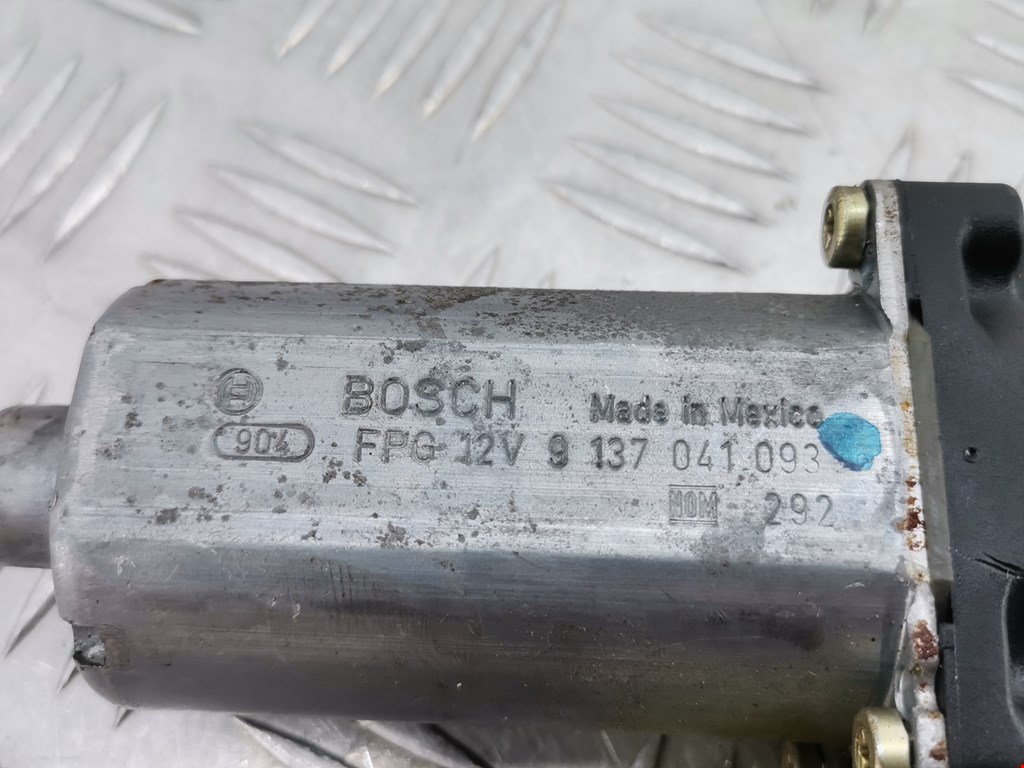 BOSCH Made in Mexico
904 FPG 12V 9 137 041 093
NOM 292